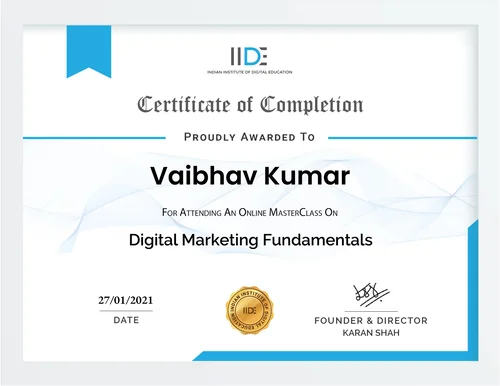 IIDE
INDIAN INSTITUTE OF DIGITAL EDUCATION
Certificate of Completion
PROUDLY AWARDED TO
Vaibhav Kumar
FOR ATTENDING AN ONLINE MASTERCLASS ON
Digital Marketing Fundamentals
27/01/2021
DATE
INDIAN INSTITUTE OF DIGITAL EDUCATION
IIDE
FOUNDER & DIRECTOR
KARAN SHAH